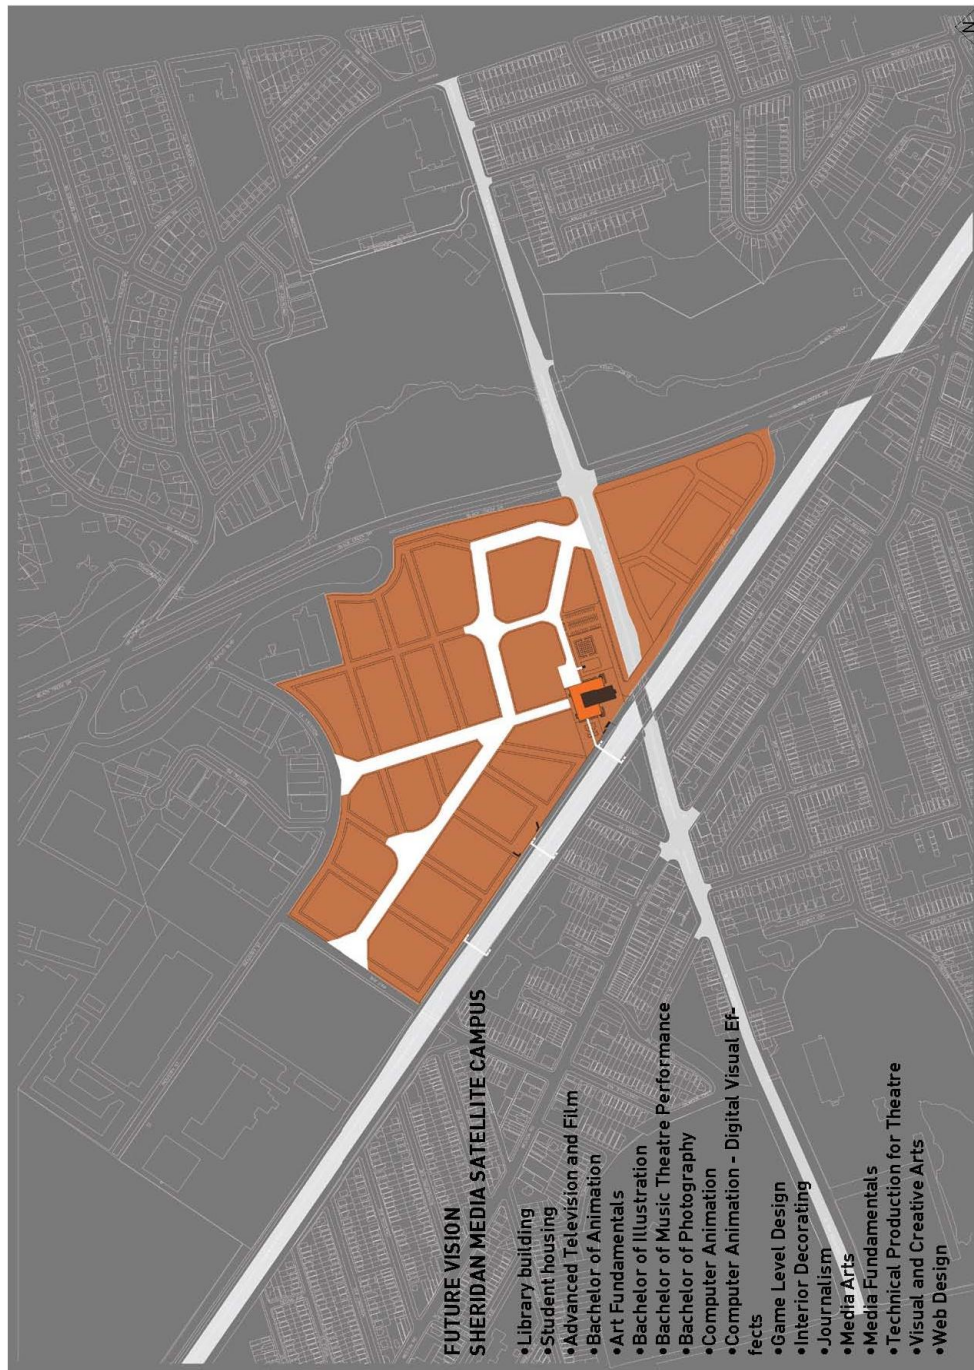 N
FUTURE VISION
SHERIDAN MEDIA SATELLITE CAMPUS
•Library building
•Student housing
•Advanced Television and Film
•Bachelor of Animation
•Art Fundamentals
•Bachelor of Illustration
•Bachelor of Music Theatre Performance
•Bachelor of Photography
•Computer Animation
•Computer Animation - Digital Visual Ef-
fects
•Game Level Design
•Interior Decorating
•Journalism
•Media Arts
•Media Fundamentals
•Technical Production for Theatre
•Visual and Creative Arts
•Web Design